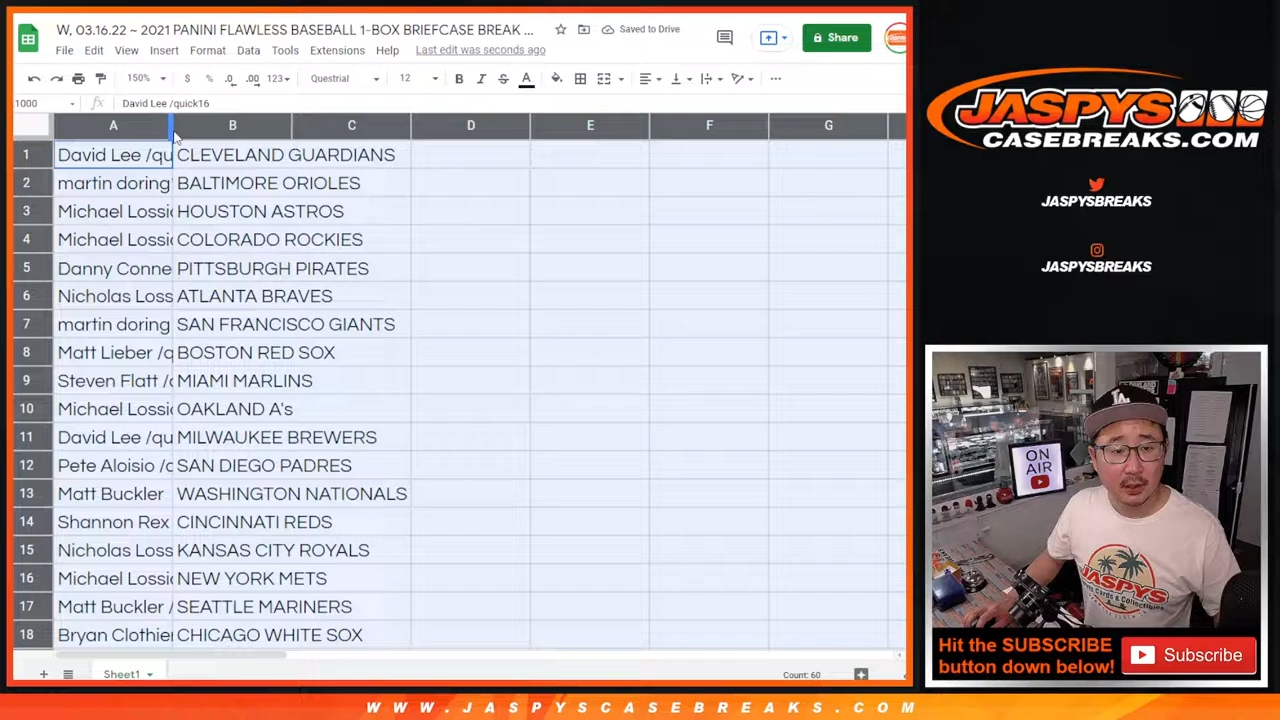 W, 03.16.22 ~ 2021 PANINI FLAWLESS BASEBALL 1-BOX BRIEFCASE BREAK ...
Saved to Drive
Share
File Edit View Insert Format Data Tools Extensions Help Last edit was seconds ago
150% $ % .0 .00 123 Questrial 12 B I S A
1000 fx David Lee /quick16
A B C D E F G
1 David Lee /qu CLEVELAND GUARDIANS
2 martin doring BALTIMORE ORIOLES
3 Michael Lossi HOUSTON ASTROS
4 Michael Lossi COLORADO ROCKIES
5 Danny Conne PITTSBURGH PIRATES
6 Nicholas Loss ATLANTA BRAVES
7 martin doring SAN FRANCISCO GIANTS
8 Matt Lieber /q BOSTON RED SOX
9 Steven Flatt / MIAMI MARLINS
10 Michael Lossi OAKLAND A's
11 David Lee /qu MILWAUKEE BREWERS
12 Pete Aloisio / SAN DIEGO PADRES
13 Matt Buckler WASHINGTON NATIONALS
14 Shannon Rex CINCINNATI REDS
15 Nicholas Loss KANSAS CITY ROYALS
16 Michael Lossi NEW YORK METS
17 Matt Buckler / SEATTLE MARINERS
18 Bryan Clothie CHICAGO WHITE SOX
Sheet1
Count: 60
JASPYS
CASEBREAKS.COM
JASPYSBREAKS
JASPYSBREAKS
LA
ON
AIR
JASPYS
Hit the SUBSCRIBE
button down below!
Subscribe
WWW.JASPYSCASEBREAKS.COM